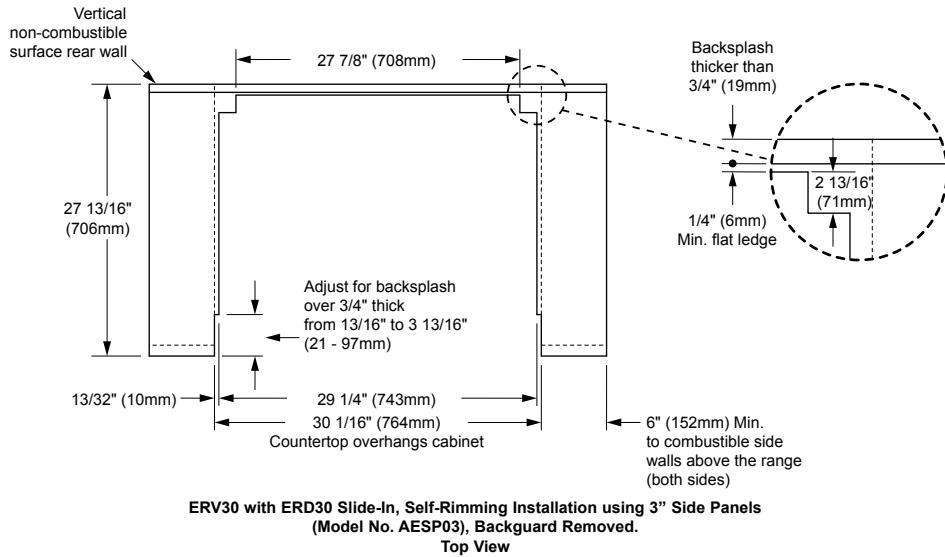 Vertical
non-combustible
surface rear wall
27 7/8" (708mm)
Backsplash
thicker than
3/4" (19mm)
27 13/16"
(706mm)
2 13/16"
(71mm)
1/4" (6mm)
Min. flat ledge
Adjust for backsplash
over 3/4" thick
from 13/16" to 3 13/16"
(21 - 97mm)
13/32" (10mm)
29 1/4" (743mm)
30 1/16" (764mm)
Countertop overhangs cabinet
6" (152mm) Min.
to combustible side
walls above the range
(both sides)
ERV30 with ERD30 Slide-In, Self-Rimming Installation using 3” Side Panels
(Model No. AESP03), Backguard Removed.
Top View